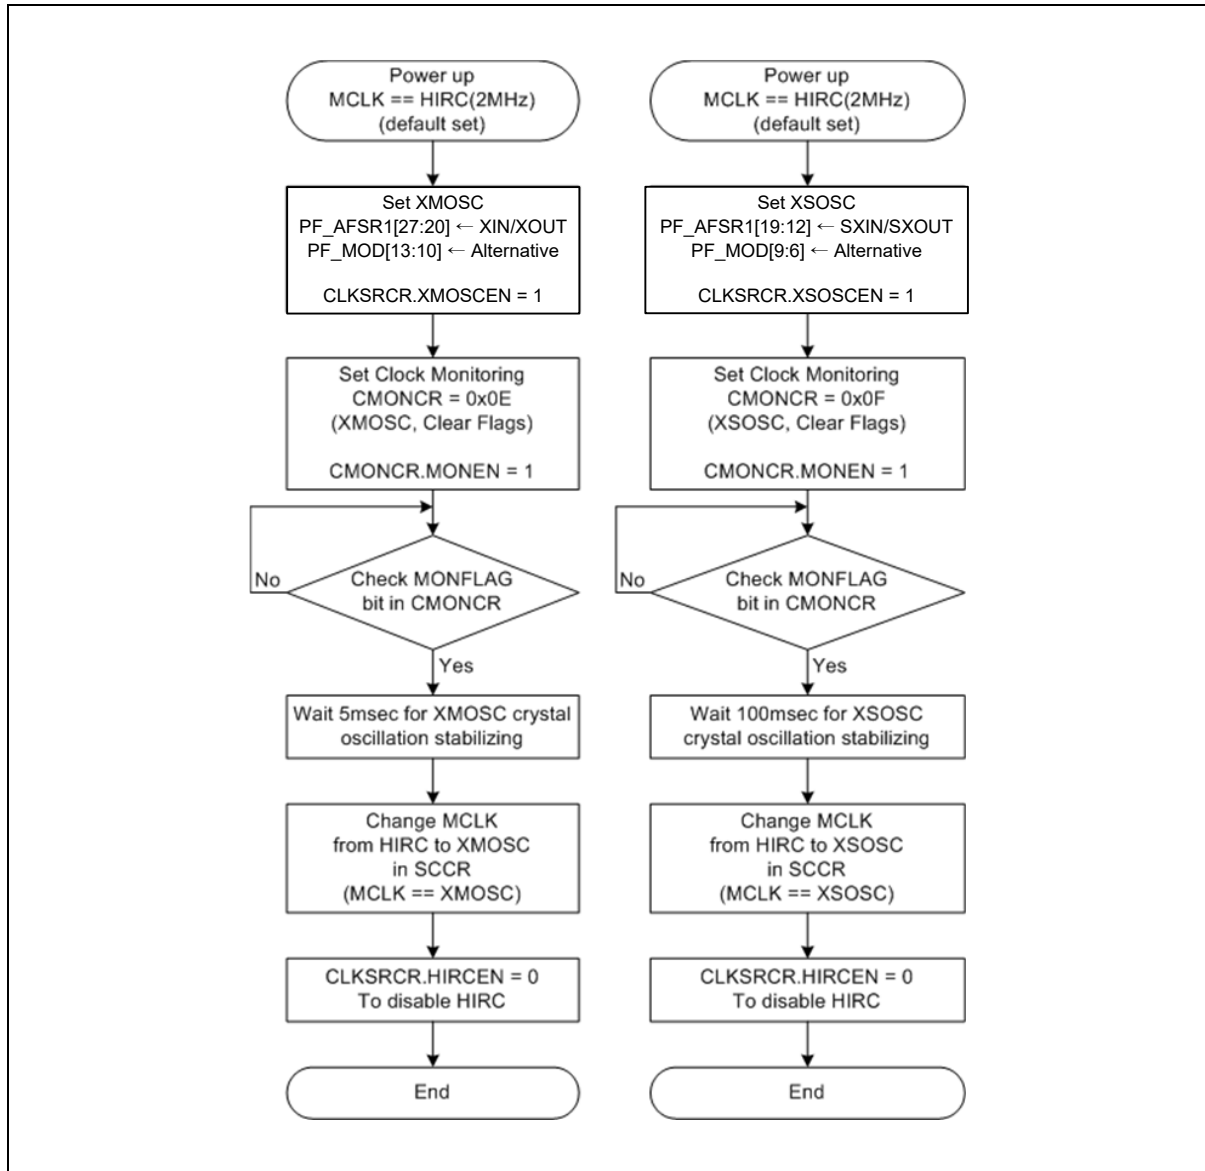 Power up
MCLK == HIRC(2MHz)
(default set)
Set XMOSC
PF_AFSR1[27:20] ← XIN/XOUT
PF_MOD[13:10] ← Alternative
CLKSRCR.XMOSCEN = 1
Set Clock Monitoring
CMONCR = 0x0E
(XMOSC, Clear Flags)
CMONCR.MONEN = 1
No
Check MONFLAG
bit in CMONCR
Yes
Wait 5msec for XMOSC crystal
oscillation stabilizing
Change MCLK
from HIRC to XMOSC
in SCCR
(MCLK == XMOSC)
CLKSRCR.HIRCEN = 0
To disable HIRC
End
Power up
MCLK == HIRC(2MHz)
(default set)
Set XSOSC
PF_AFSR1[19:12] ← SXIN/SXOUT
PF_MOD[9:6] ← Alternative
CLKSRCR.XSOSCEN = 1
Set Clock Monitoring
CMONCR = 0x0F
(XSOSC, Clear Flags)
CMONCR.MONEN = 1
No
Check MONFLAG
bit in CMONCR
Yes
Wait 100msec for XSOSC
crystal oscillation stabilizing
Change MCLK
from HIRC to XSOSC
in SCCR
(MCLK == XSOSC)
CLKSRCR.HIRCEN = 0
To disable HIRC
End